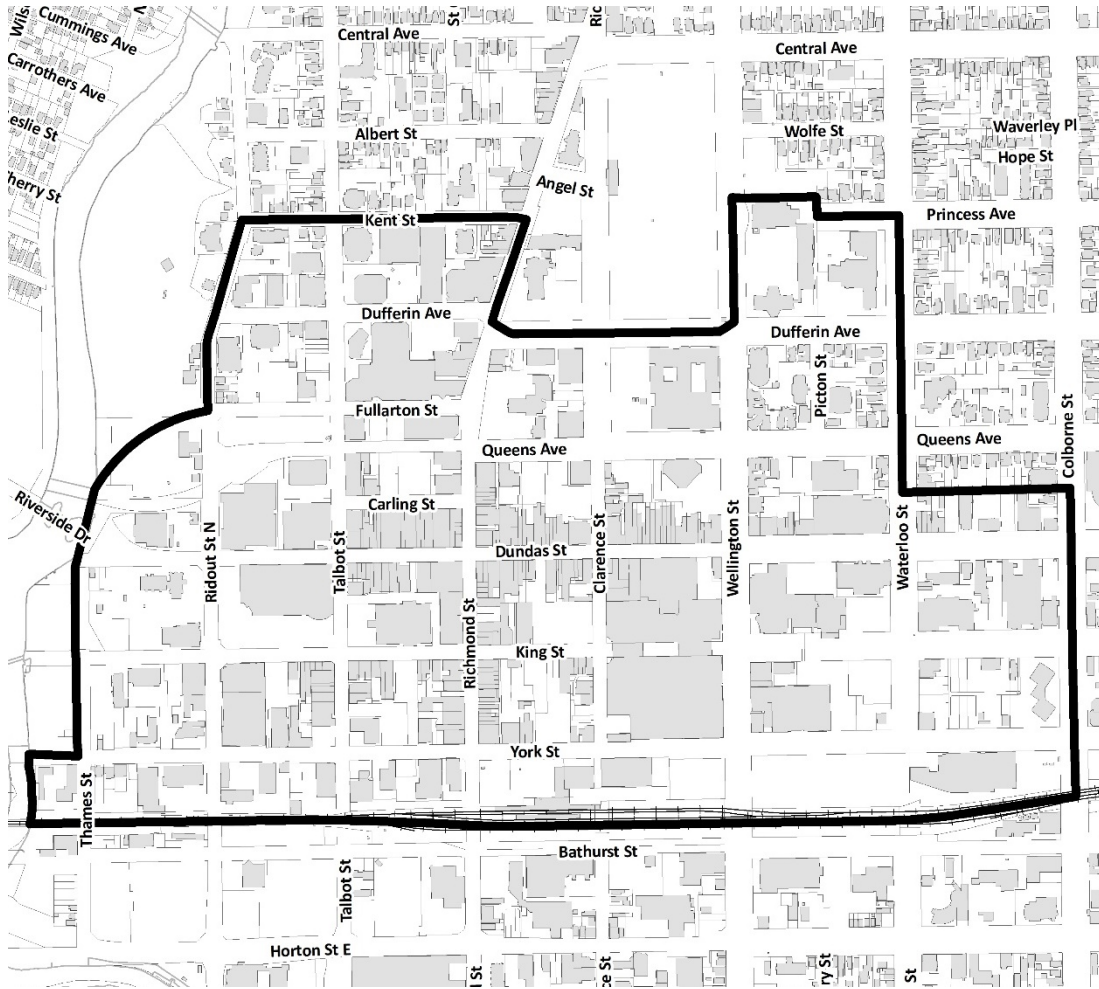 Cummings Ave
Central Ave
Central Ave
Carrothers Ave
Albert St
Wolfe St
Waverley Pl
Hope St
Angel St
Kent St
Princess Ave
Dufferin Ave
Dufferin Ave
Picton St
Fullarton St
Queens Ave
Queens Ave
Colborne St
Riverside Dr
Carling St
Ridout St N
Talbot St
Dundas St
Clarence St
Wellington St
Waterloo St
Richmond St
King St
York St
Thames St
Bathurst St
Talbot St
Horton St E